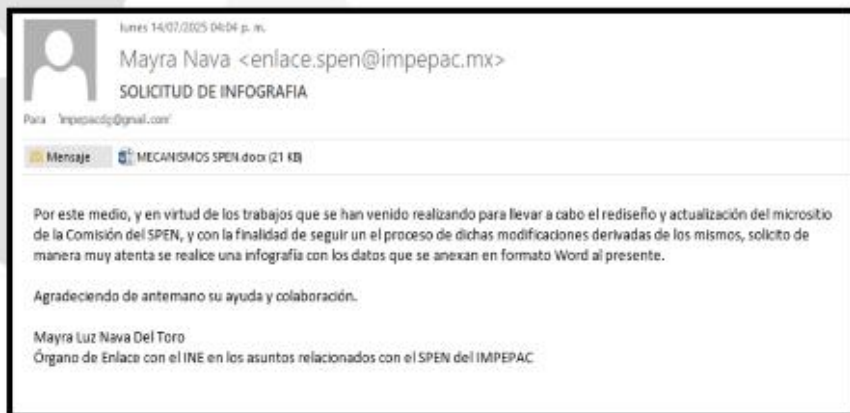 lunes 14/07/2025 04:04 p. m.
Mayra Nava <enlace.spen@impepac.mx>
SOLICITUD DE INFOGRAFIA
Para 'impepacdg@gmail.com'
Mensaje MECANISMOS SPEN.docx (21 KB)
Por este medio, y en virtud de los trabajos que se han venido realizando para llevar a cabo el rediseño y actualización del micrositio
de la Comisión del SPEN, y con la finalidad de seguir un el proceso de dichas modificaciones derivadas de los mismos, solicito de
manera muy atenta se realice una infografía con los datos que se anexan en formato Word al presente.
Agradeciendo de antemano su ayuda y colaboración.
Mayra Luz Nava Del Toro
Órgano de Enlace con el INE en los asuntos relacionados con el SPEN del IMPEPAC